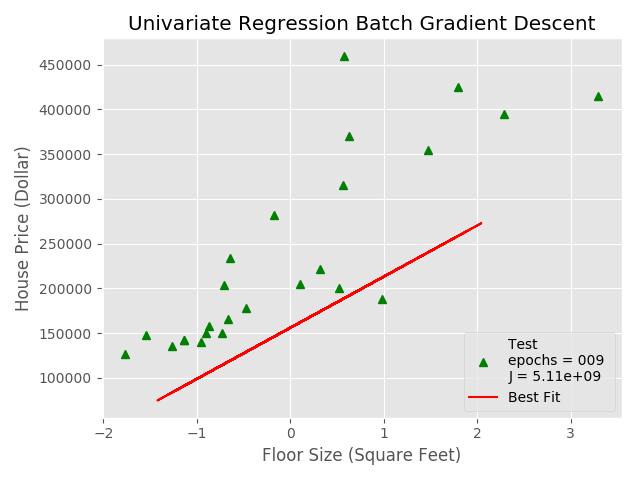 Univariate Regression Batch Gradient Descent
House Price (Dollar)
450000
400000
350000
300000
250000
200000
150000
100000
Test
epochs = 009
J = 5.11e+09
Best Fit
−2
−1
0
1
2
3
Floor Size (Square Feet)